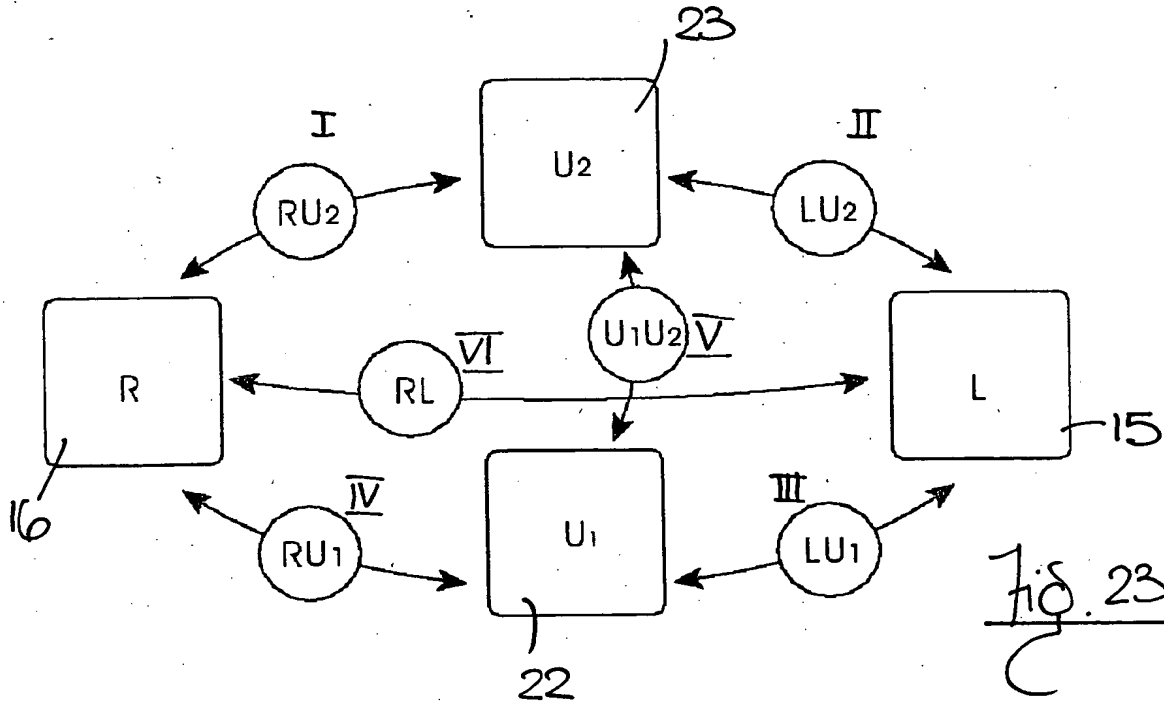 23
I
II
U2
RU2
LU2
U1U2
V
VI
R
RL
L
15
16
IV
III
U1
RU1
LU1
Fig. 23
22